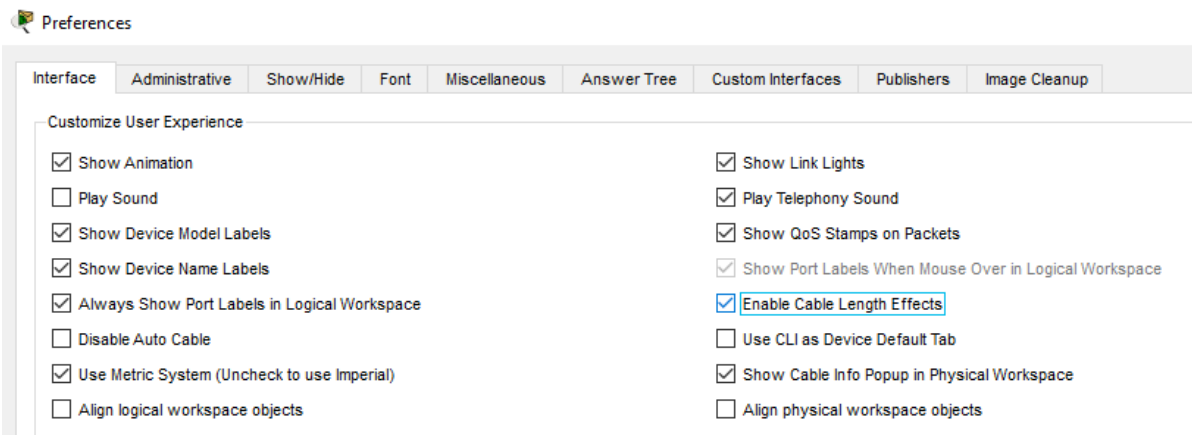 Preferences
Interface Administrative Show/Hide Font Miscellaneous Answer Tree Custom Interfaces Publishers Image Cleanup
Customize User Experience
Show Animation Show Link Lights
Play Sound Play Telephony Sound
Show Device Model Labels Show QoS Stamps on Packets
Show Device Name Labels Show Port Labels When Mouse Over in Logical Workspace
Always Show Port Labels in Logical Workspace Enable Cable Length Effects
Disable Auto Cable Use CLI as Device Default Tab
Use Metric System (Uncheck to use Imperial) Show Cable Info Popup in Physical Workspace
Align logical workspace objects Align physical workspace objects